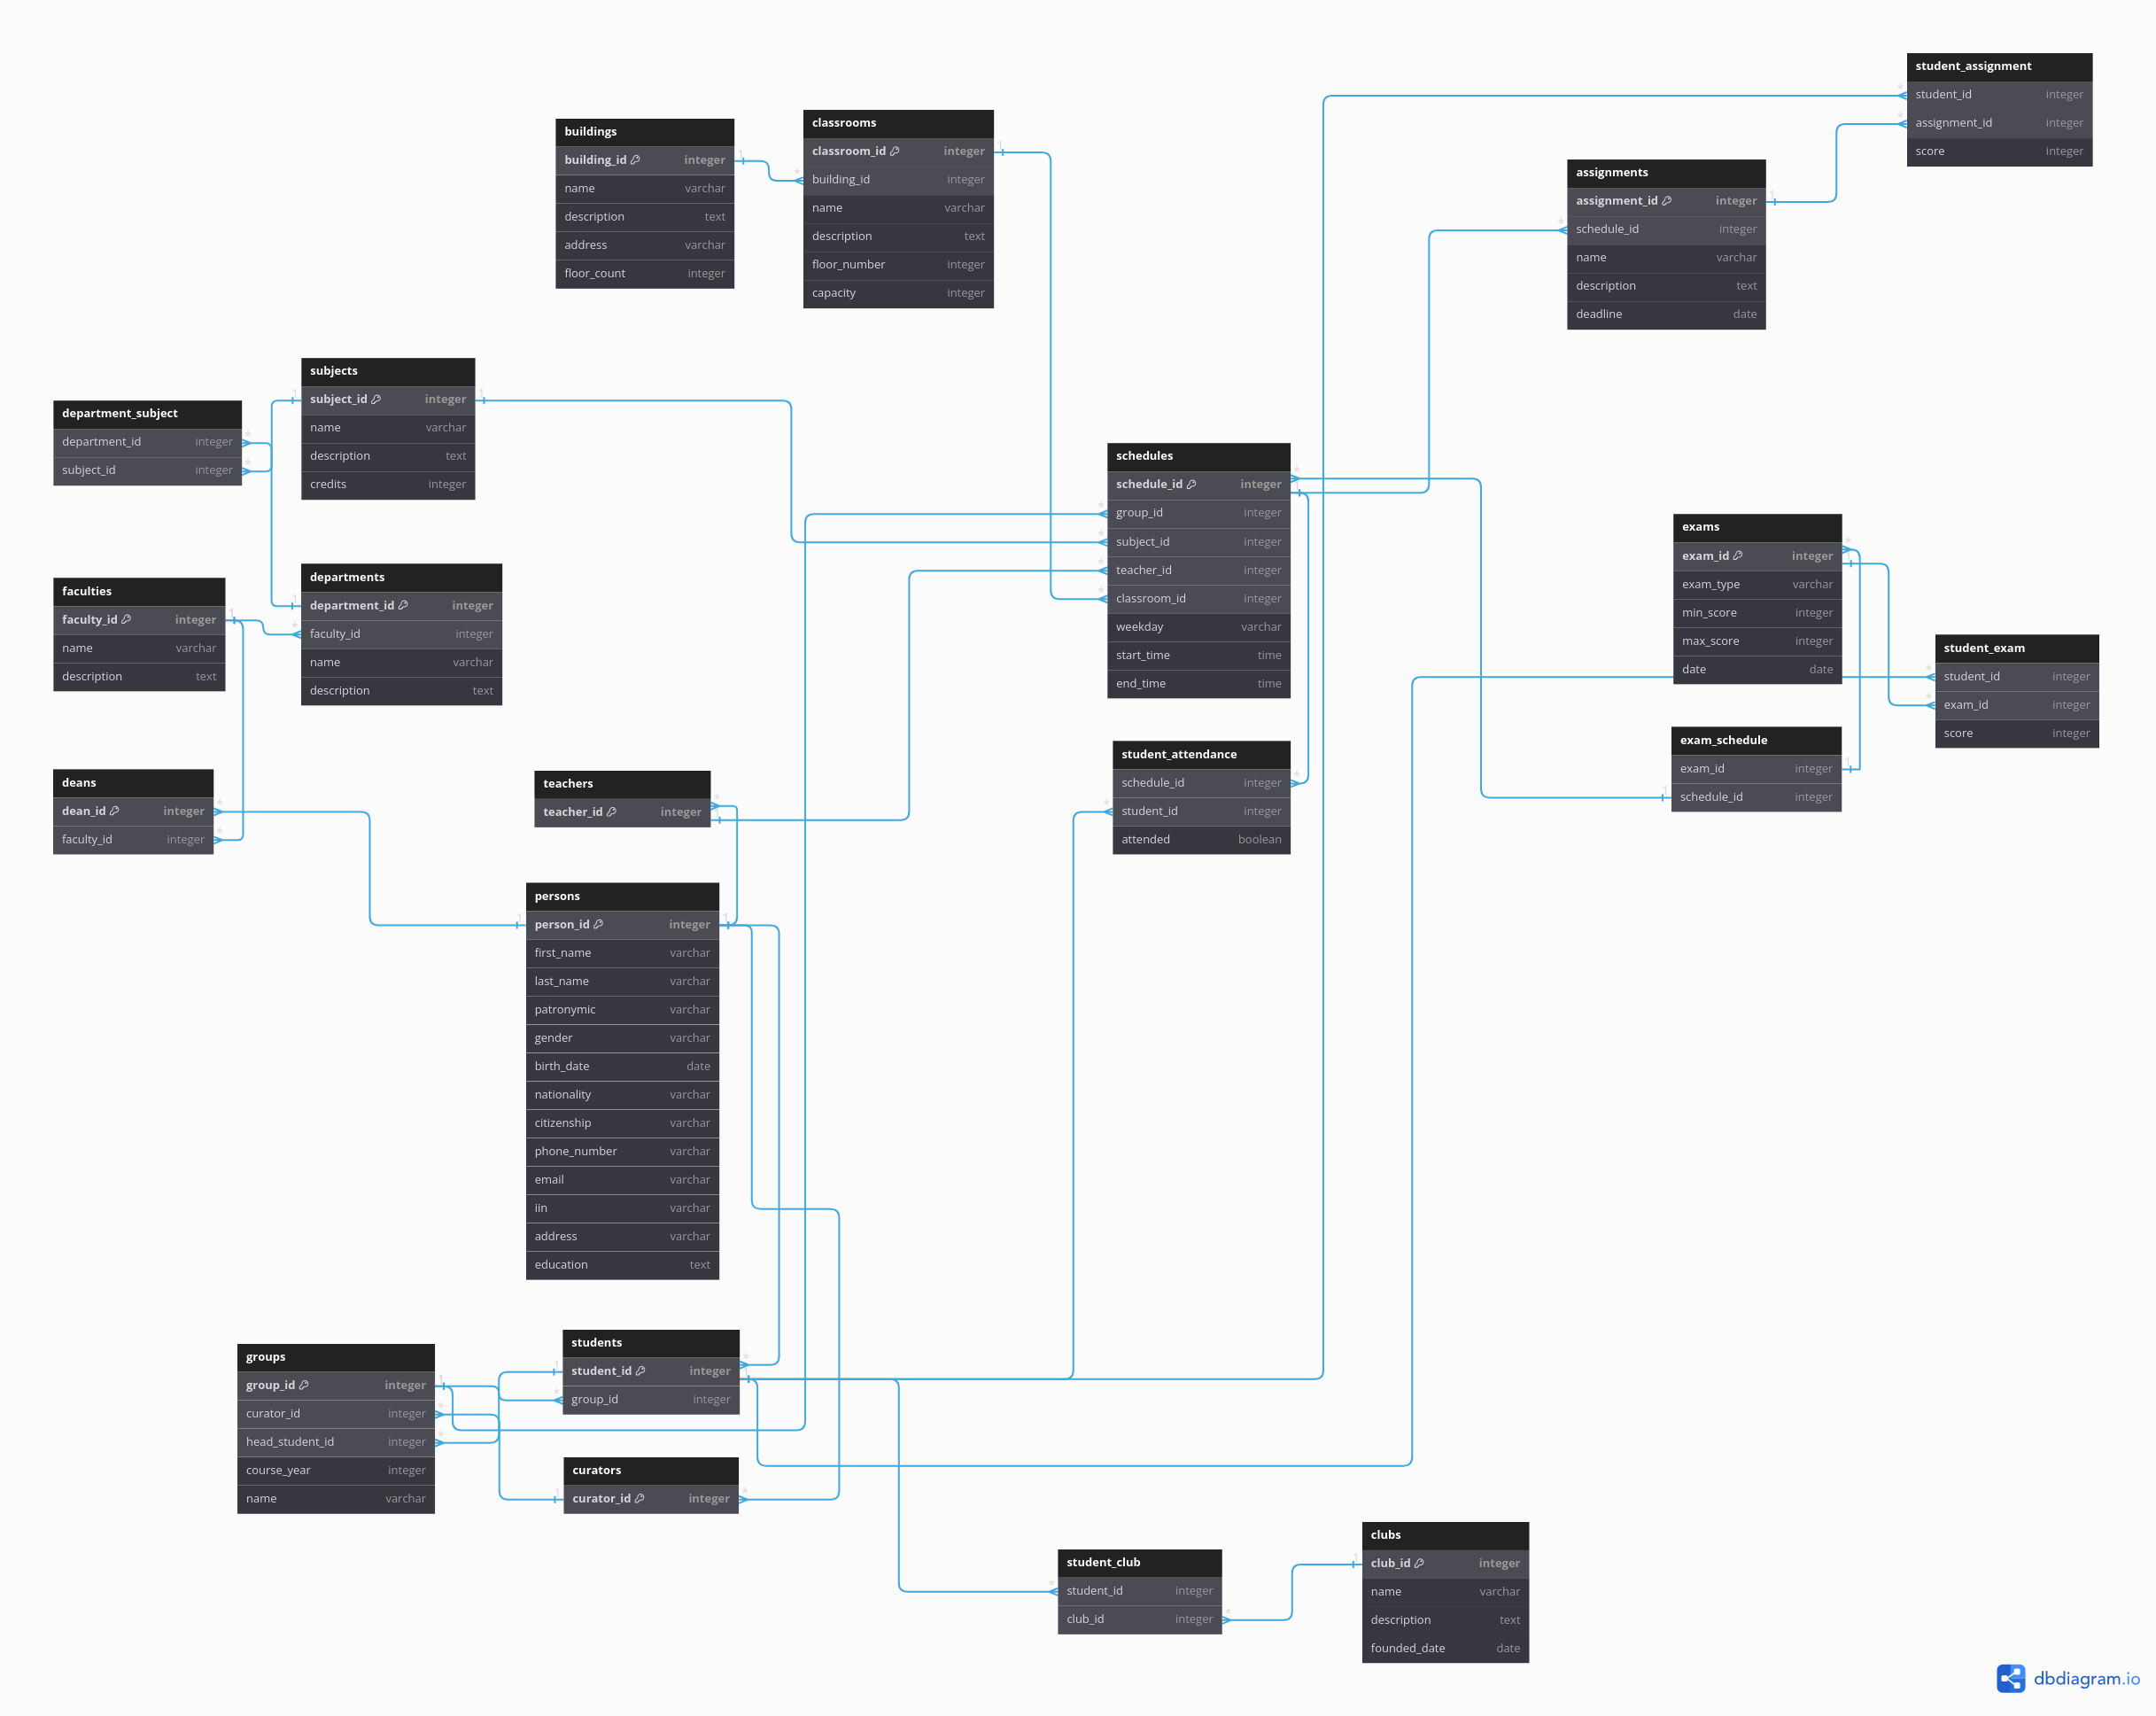 student_assignment
student_id integer
assignment_id integer
score integer
buildings
building_id integer
name varchar
description text
address varchar
floor_count integer
classrooms
classroom_id integer
building_id integer
name varchar
description text
floor_number integer
capacity integer
assignments
assignment_id integer
schedule_id integer
name varchar
description text
deadline date
subjects
subject_id integer
name varchar
description text
credits integer
department_subject
department_id integer
subject_id integer
schedules
schedule_id integer
group_id integer
subject_id integer
teacher_id integer
classroom_id integer
weekday varchar
start_time time
end_time time
exams
exam_id integer
exam_type varchar
min_score integer
max_score integer
date date
faculties
faculty_id integer
name varchar
description text
departments
department_id integer
faculty_id integer
name varchar
description text
student_exam
student_id integer
exam_id integer
score integer
exam_schedule
exam_id integer
schedule_id integer
student_attendance
schedule_id integer
student_id integer
attended boolean
deans
dean_id integer
faculty_id integer
teachers
teacher_id integer
persons
person_id integer
first_name varchar
last_name varchar
patronymic varchar
gender varchar
birth_date date
nationality varchar
citizenship varchar
phone_number varchar
email varchar
iin varchar
address varchar
education text
groups
group_id integer
curator_id integer
head_student_id integer
course_year integer
name varchar
students
student_id integer
group_id integer
curators
curator_id integer
student_club
student_id integer
club_id integer
clubs
club_id integer
name varchar
description text
founded_date date
dbdiagram.io